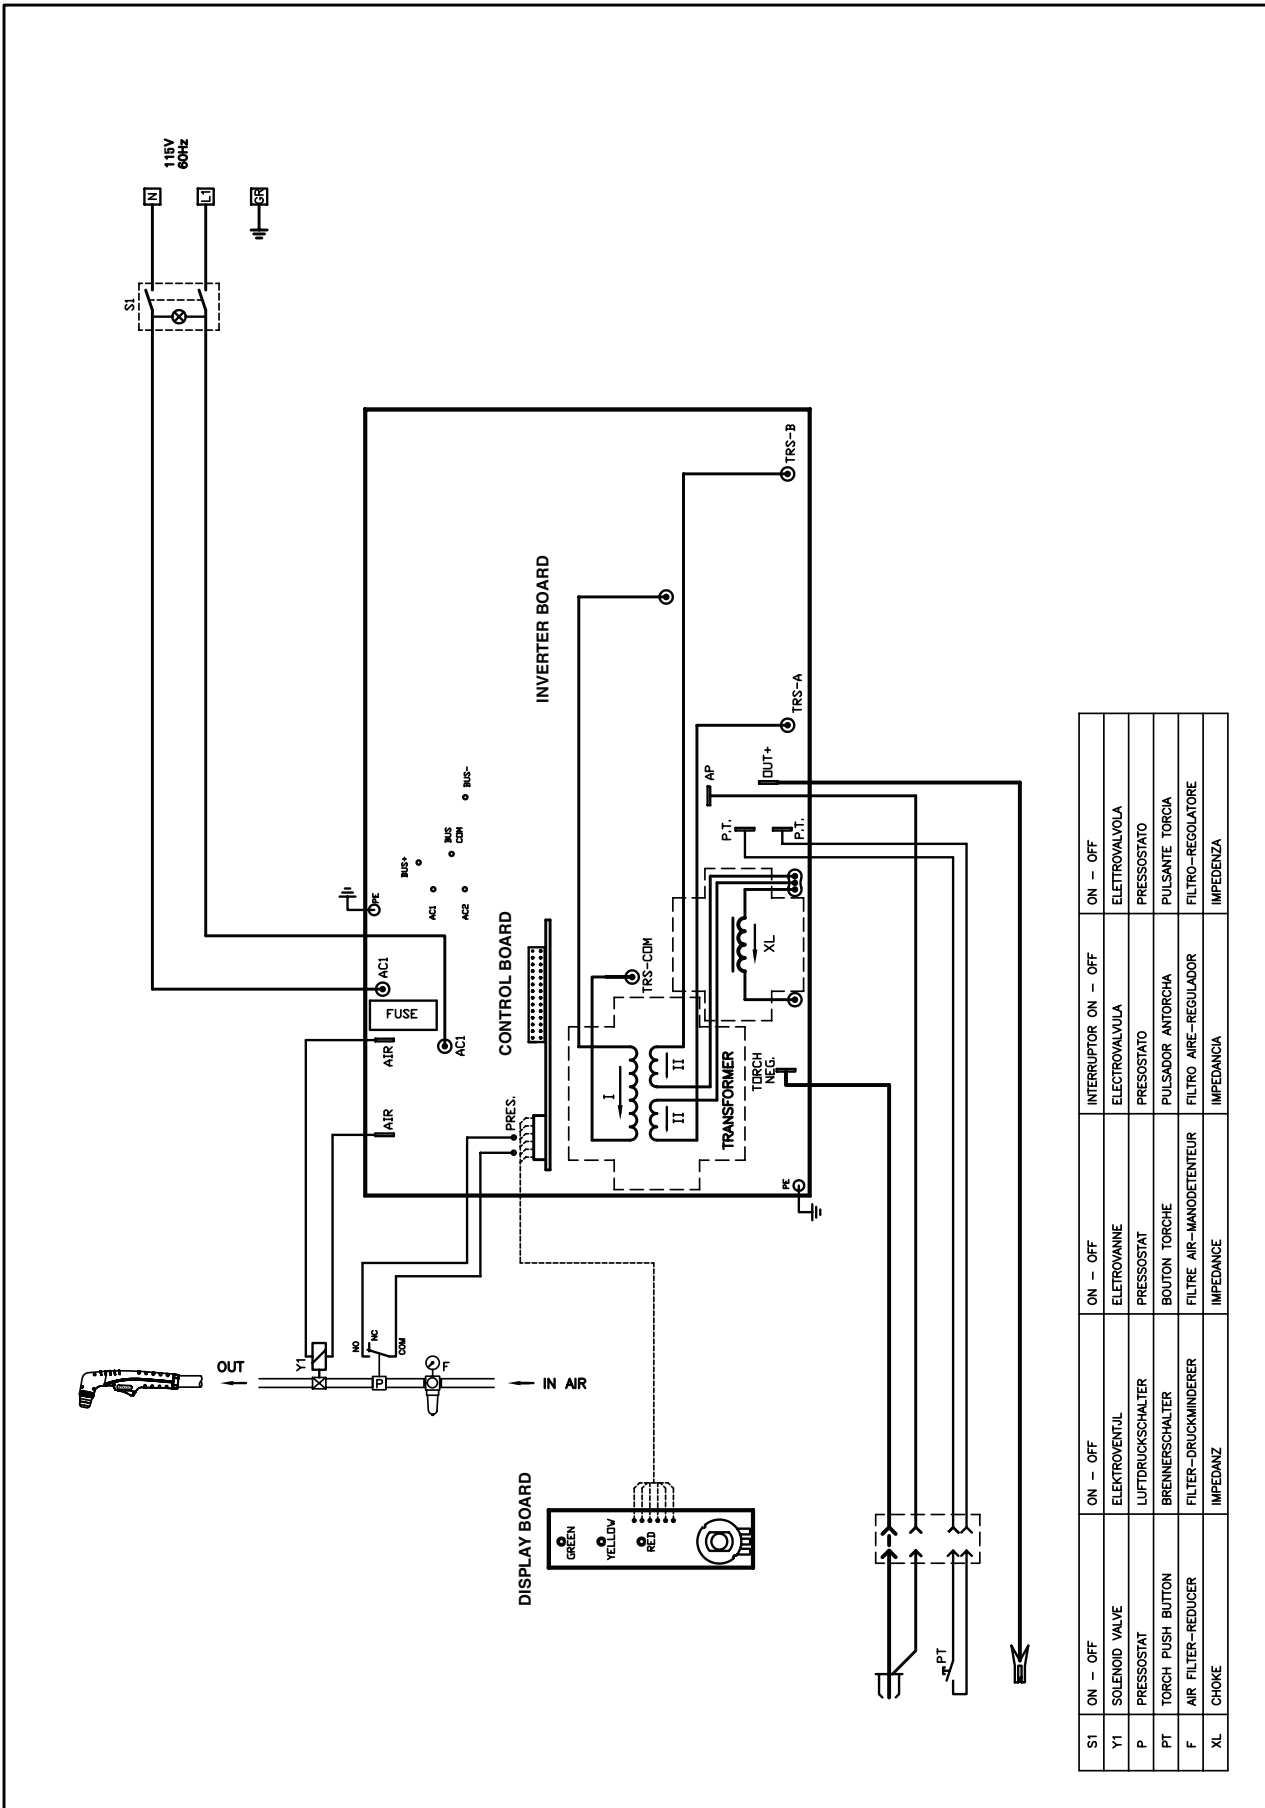 115V
60Hz
N
L1
GR
S1
INVERTER BOARD
TRS-B
TRS-A
BUS+
BUS
COM
BUS-
AC1
AC2
PE
AC1
FUSE
AC1
AIR
AIR
CONTROL BOARD
PRES.
TRS-COM
I
II
II
TRANSFORMER
XL
AP
OUT+
P.T.
P.T.
TORCH
NEG.
PE
OUT
Y1
NO
NC
COM
P
F
IN AIR
DISPLAY BOARD
GREEN
YELLOW
RED
PT
S1 ON - OFF ON - OFF ON - OFF INTERRUPTOR ON - OFF ON - OFF
Y1 SOLENOID VALVE ELEKTROVENTJL ELETROVANNE ELECTROVALVULA ELETTROVALVOLA
P PRESSOSTAT LUFTDRUCKSCHALTER PRESSOSTAT PRESOSTATO PRESSOSTATO
PT TORCH PUSH BUTTON BRENNERSCHALTER BOUTON TORCHE PULSADOR ANTORCHA PULSANTE TORCIA
F AIR FILTER-REDUCER FILTER-DRUCKMINDERER FILTRE AIR-MANODETENTEUR FILTRO AIRE-REGULADOR FILTRO-REGOLATORE
XL CHOKE IMPEDANZ IMPEDANCE IMPEDANCIA IMPEDENZA